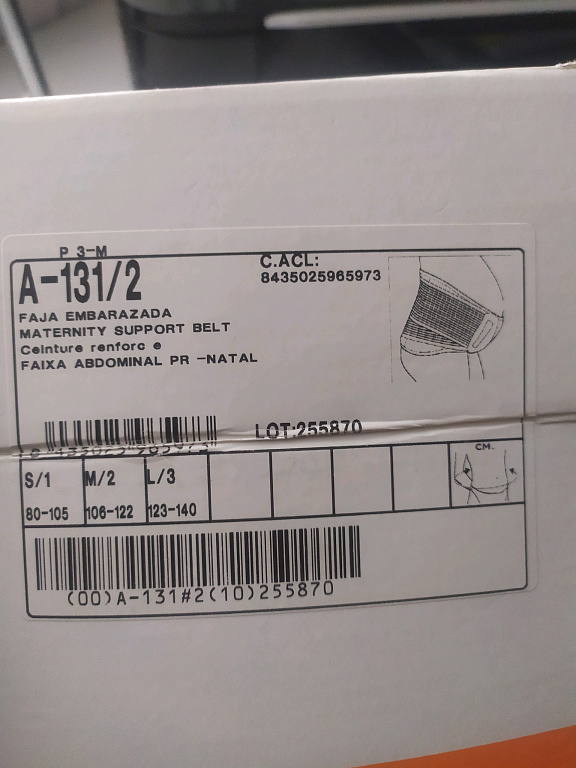 P 3-M
A-131/2
C.ACL:
8435025965973
FAJA EMBARAZADA
MATERNITY SUPPORT BELT
Ceinture renforc e
FAIXA ABDOMINAL PR -NATAL
LOT:255870
CM.
S/1 M/2 L/3
80-105 106-122 123-140
(00)A-131#2(10)255870